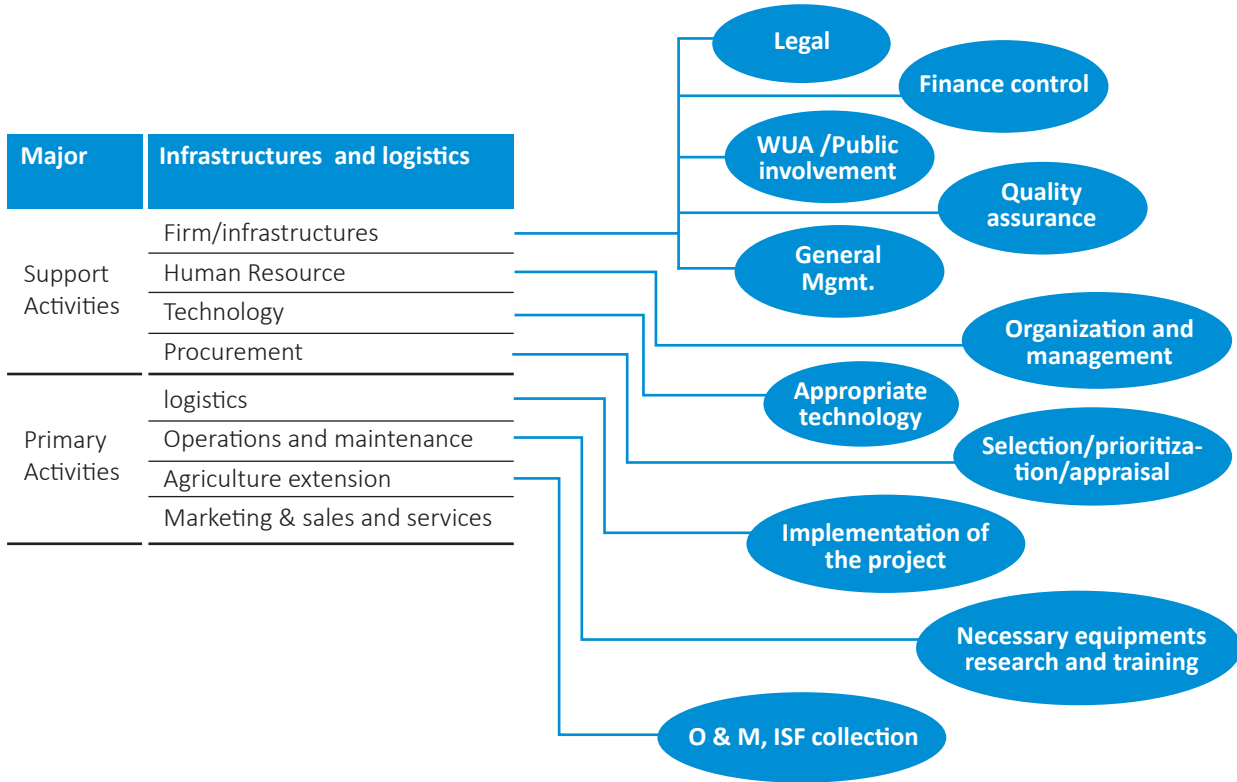 Legal
Finance control
WUA /Public
involvement
Quality
assurance
General
Mgmt.
Major
Infrastructures and logistics
Support
Activities
Firm/infrastructures
Human Resource
Technology
Procurement
Primary
Activities
logistics
Operations and maintenance
Agriculture extension
Marketing & sales and services
Organization and
management
Appropriate
technology
Selection/prioritiza-
tion/appraisal
Implementation of
the project
Necessary equipments
research and training
O & M, ISF collection